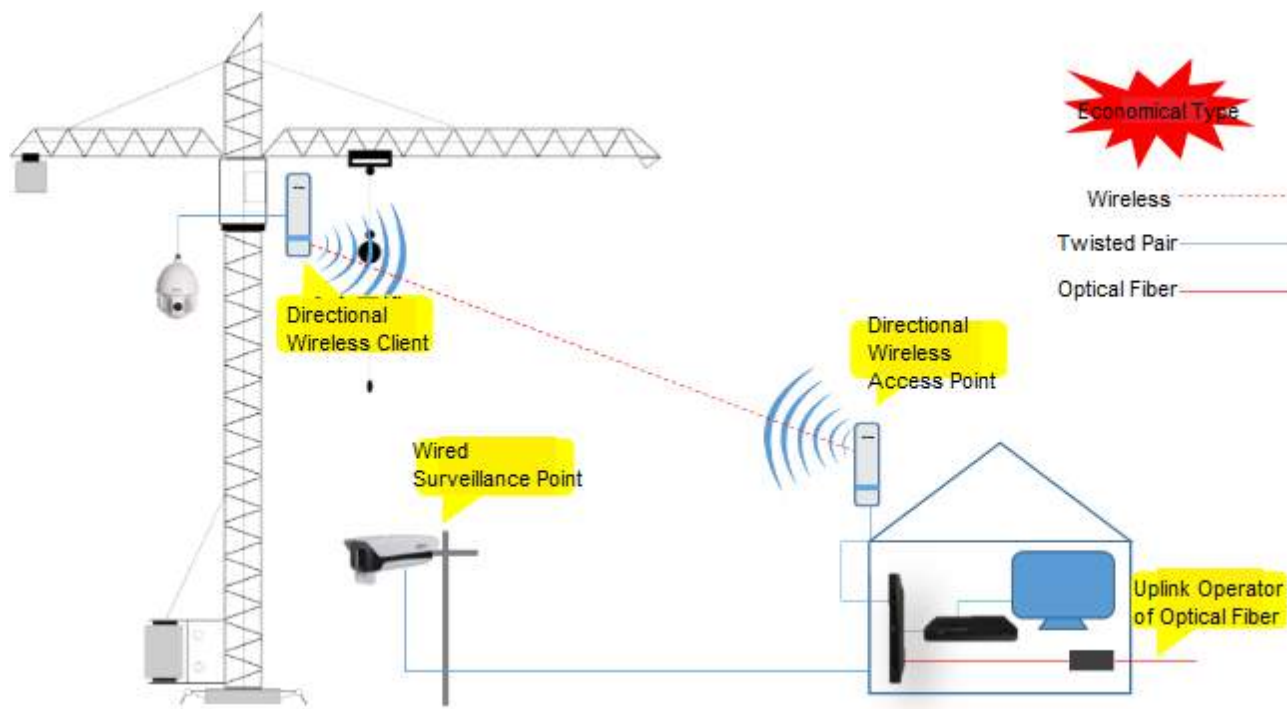 Economical Type
Wireless
Twisted Pair
Optical Fiber
Directional
Wireless Client
Directional
Wireless
Access Point
Wired
Surveillance Point
Uplink Operator
of Optical Fiber